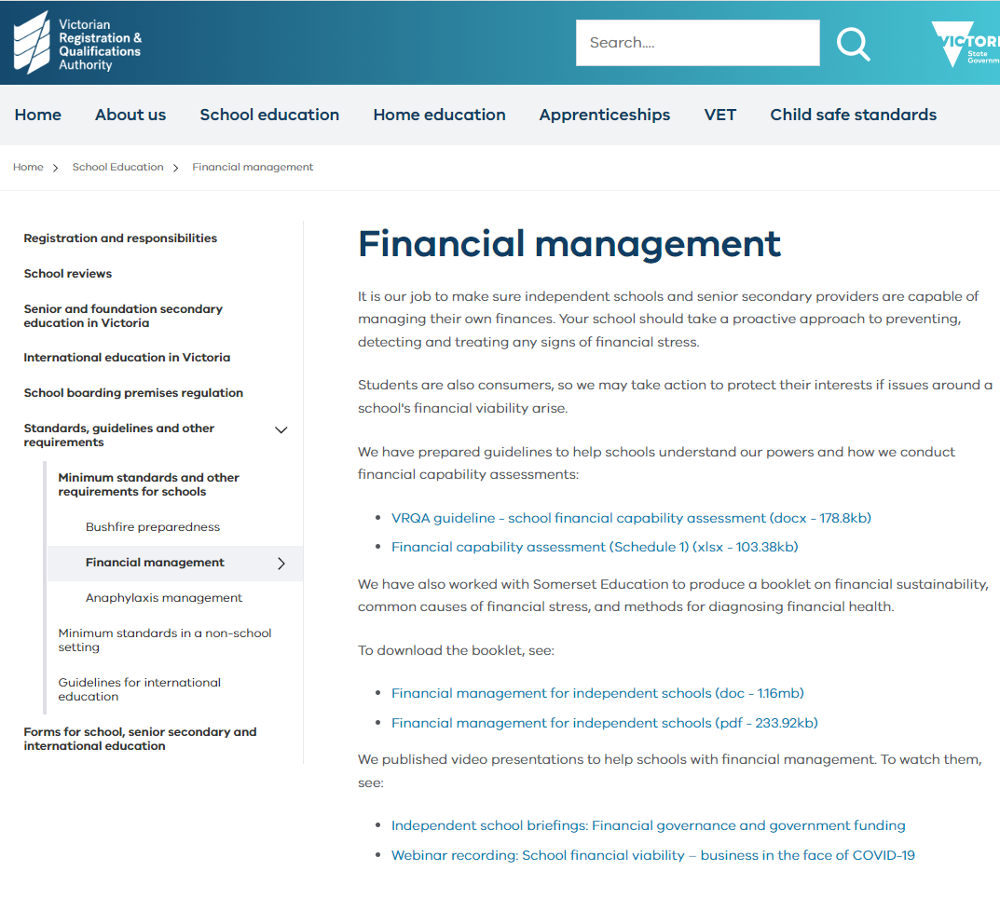 Victorian
Registration &
Qualifications
Authority
Search....
State
Home About us School education Home education Apprenticeships VET Child safe standards
Home School Education Financial management
Registration and responsibilities
School reviews
Senior and foundation secondary
education in Victoria
International education in Victoria
School boarding premises regulation
Standards, guidelines and other
requirements
Minimum standards and other
requirements for schools
Bushfire preparedness
Financial management
Anaphylaxis management
Minimum standards in a non-school
setting
Guidelines for international
education
Forms for school, senior secondary and
international education
Financial management
It is our job to make sure independent schools and senior secondary providers are capable of
managing their own finances. Your school should take a proactive approach to preventing,
detecting and treating any signs of financial stress.
Students are also consumers, so we may take action to protect their interests if issues around a
school's financial viability arise.
We have prepared guidelines to help schools understand our powers and how we conduct
financial capability assessments:
• VRQA guideline - school financial capability assessment (docx - 178.8kb)
• Financial capability assessment (Schedule 1) (xlsx - 103.38kb)
We have also worked with Somerset Education to produce a booklet on financial sustainability,
common causes of financial stress, and methods for diagnosing financial health.
To download the booklet, see:
• Financial management for independent schools (doc - 1.16mb)
• Financial management for independent schools (pdf - 233.92kb)
We published video presentations to help schools with financial management. To watch them,
see:
• Independent school briefings: Financial governance and government funding
• Webinar recording: School financial viability – business in the face of COVID-19